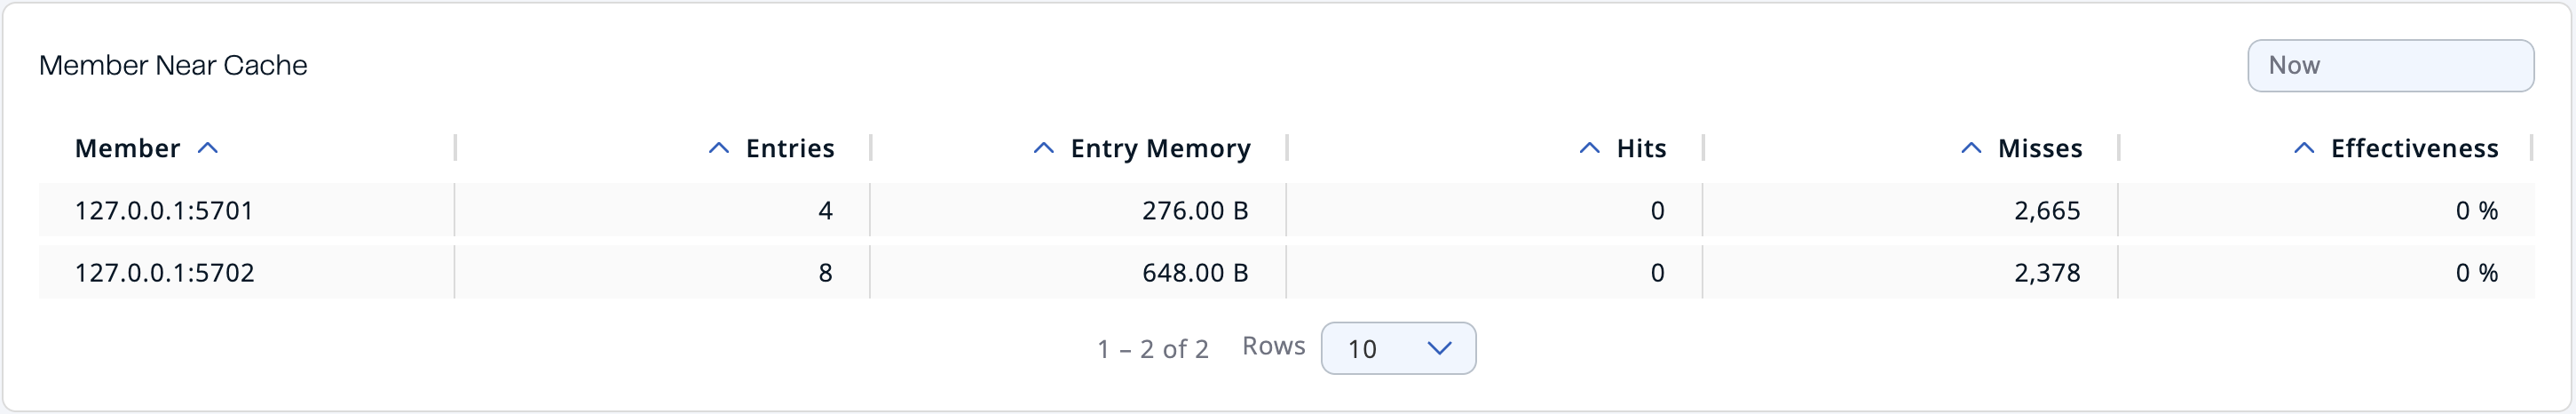 Member Near Cache
Now
Member Entries Entry Memory Hits Misses Effectiveness
127.0.0.1:5701 4 276.00 B 0 2,665 0 %
127.0.0.1:5702 8 648.00 B 0 2,378 0 %
1 – 2 of 2 Rows 10